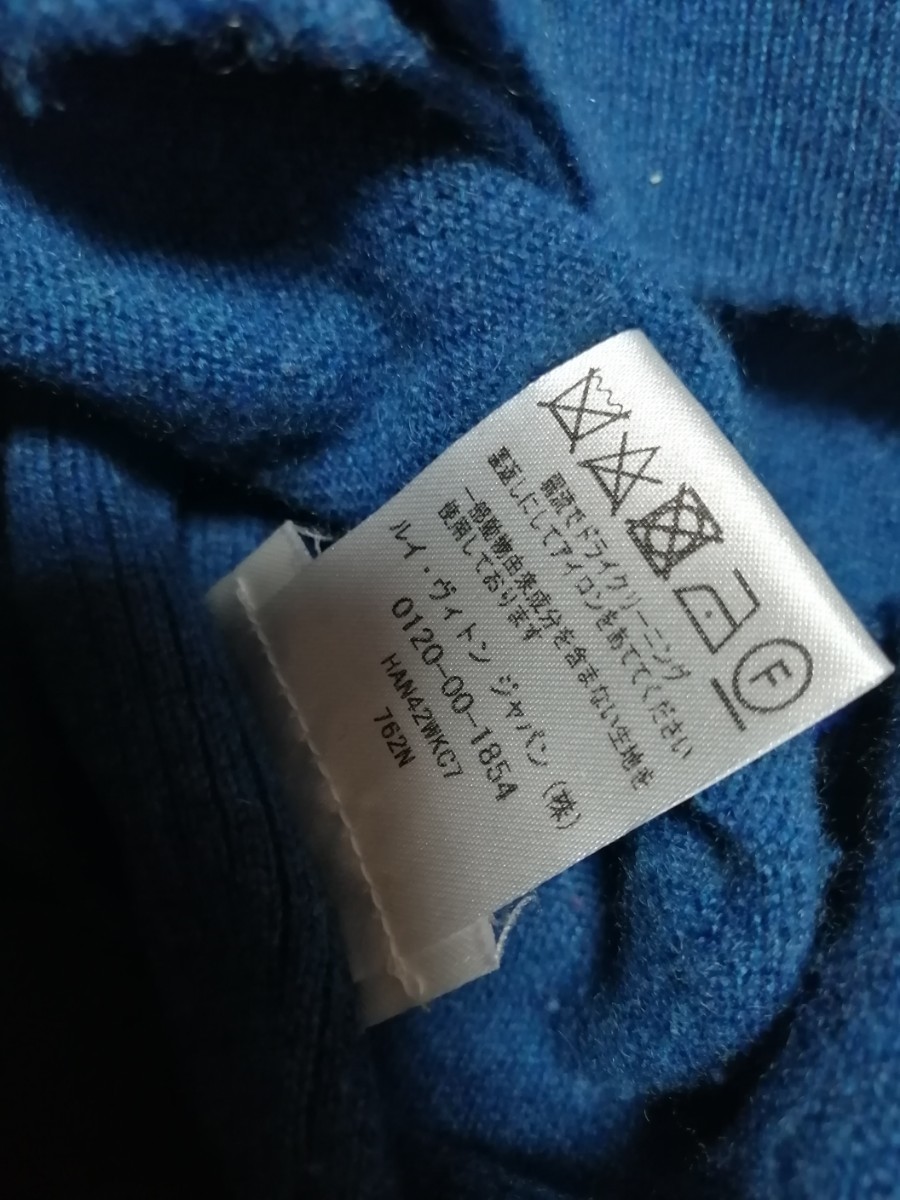 F
弱流でドライクリーニング
裏返しにしてアイロンをあててください
一部動物由来成分を含まない生地を
使用しております
ルイ・ヴィトン ジャパン (株)
0120-00-1854
HAN42WKC7
762N